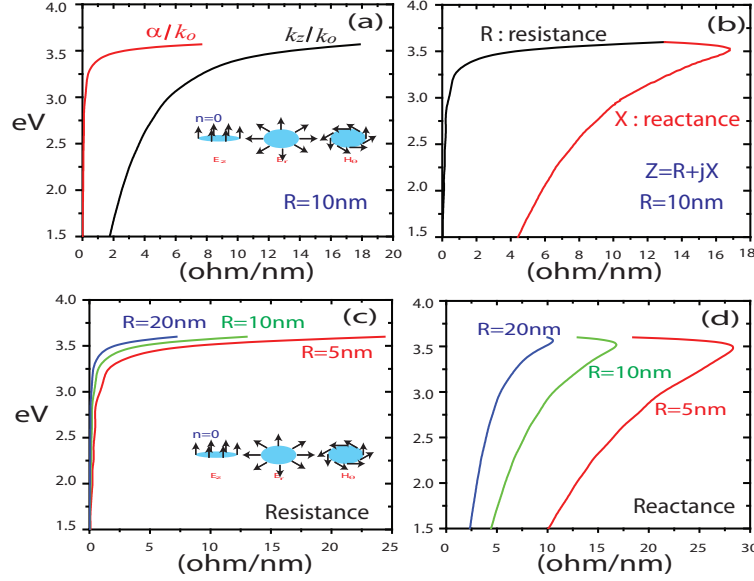 (a)
α/kₒ
k_z/kₒ
4.0
3.5
3.0
2.5
2.0
1.5
eV
n=0
E_z
E_r
R=10nm
0 2 4 6 8 10 12 14 16 18 20
(ohm/nm)
(b)
R : resistance
X : reactance
Z=R+jX
R=10nm
4.0
3.5
3.0
2.5
2.0
1.5
0 2 4 6 8 10 12 14 16 18
(ohm/nm)
(c)
R=20nm
R=10nm
R=5nm
4.0
3.5
3.0
2.5
2.0
1.5
eV
n=0
E_z
E_r
Resistance
0 5 10 15 20 25
(ohm/nm)
(d)
R=20nm
R=10nm
R=5nm
4.0
3.5
3.0
2.5
2.0
1.5
Reactance
0 5 10 15 20 25 30
(ohm/nm)